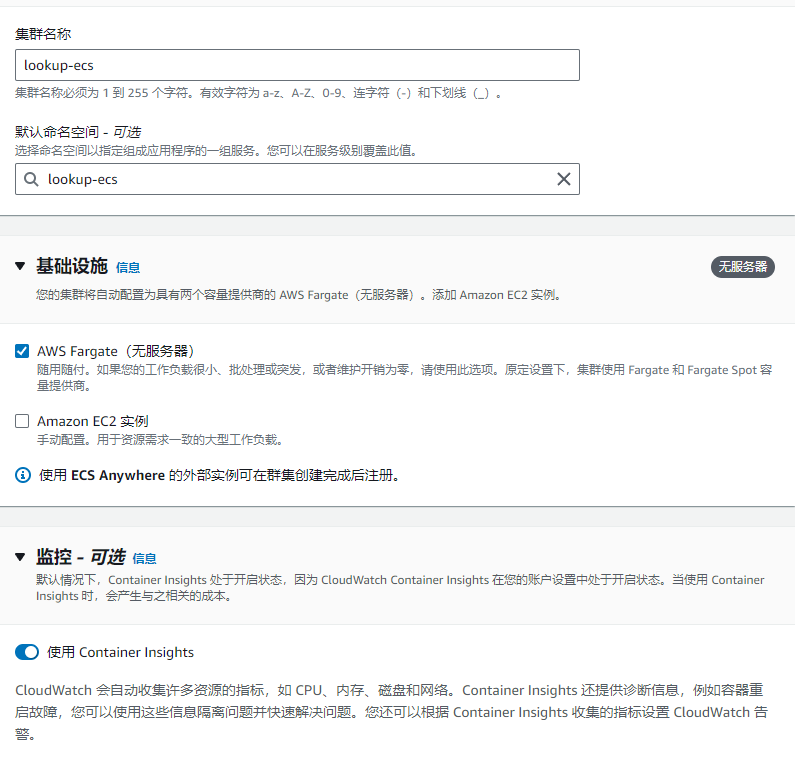 集群名称
lookup-ecs
集群名称必须为 1 到 255 个字符。有效字符为 a-z、A-Z、0-9、连字符（-）和下划线（_）。
默认命名空间 - 可选
选择命名空间以指定组成应用程序的一组服务。您可以在服务级别覆盖此值。
lookup-ecs
基础设施 信息
无服务器
您的集群将自动配置为具有两个容量提供商的 AWS Fargate（无服务器）。添加 Amazon EC2 实例。
AWS Fargate（无服务器）
随用随付。如果您的工作负载很小、批处理或突发，或者维护开销为零，请使用此选项。原定设置下，集群使用 Fargate 和 Fargate Spot 容
量提供商。
Amazon EC2 实例
手动配置。用于资源需求一致的大型工作负载。
使用 ECS Anywhere 的外部实例可在群集创建完成后注册。
监控 - 可选 信息
默认情况下，Container Insights 处于开启状态，因为 CloudWatch Container Insights 在您的账户设置中处于开启状态。当使用 Container
Insights 时，会产生与之相关的成本。
使用 Container Insights
CloudWatch 会自动收集许多资源的指标，如 CPU、内存、磁盘和网络。Container Insights 还提供诊断信息，例如容器重
启故障，您可以使用这些信息隔离问题并快速解决问题。您还可以根据 Container Insights 收集的指标设置 CloudWatch 告
警。